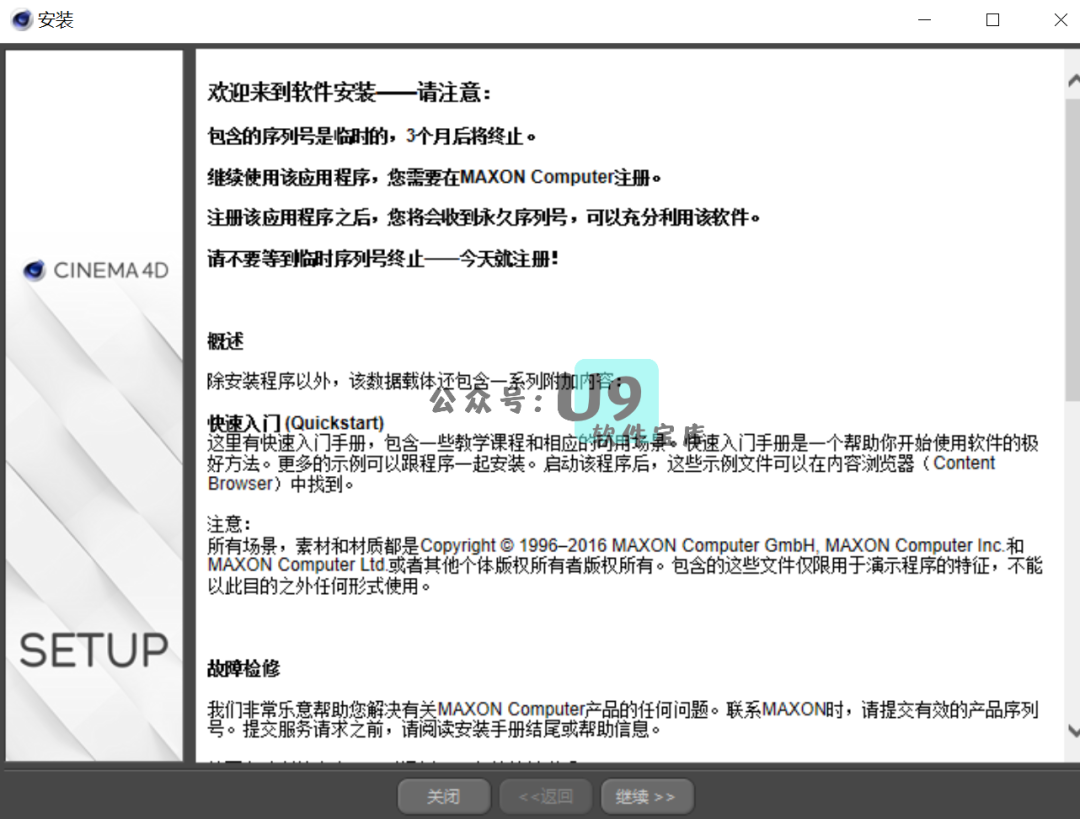 安装
欢迎来到软件安装——请注意：
包含的序列号是临时的，3个月后将终止。
继续使用该应用程序，您需要在MAXON Computer注册。
注册该应用程序之后，您将会收到永久序列号，可以充分利用该软件。
请不要等到临时序列号终止——今天就注册！
CINEMA 4D
概述
除安装程序以外，该数据载体还包含一系列附加内容：
公众号：U9
软件宝库
快速入门 (Quickstart)
这里有快速入门手册，包含一些教学课程和相应的可用场景。快速入门手册是一个帮助你开始使用软件的极
好方法。更多的示例可以跟程序一起安装。启动该程序后，这些示例文件可以在内容浏览器（Content
Browser）中找到。
注意：
所有场景，素材和材质都是Copyright © 1996–2016 MAXON Computer GmbH, MAXON Computer Inc.和
MAXON Computer Ltd.或者其他个体版权所有者版权所有。包含的这些文件仅限用于演示程序的特征，不能
以此目的之外任何形式使用。
SETUP
故障检修
我们非常乐意帮助您解决有关MAXON Computer产品的任何问题。联系MAXON时，请提交有效的产品序列
号。提交服务请求之前，请阅读安装手册结尾或帮助信息。
关闭
<<返回
继续 >>